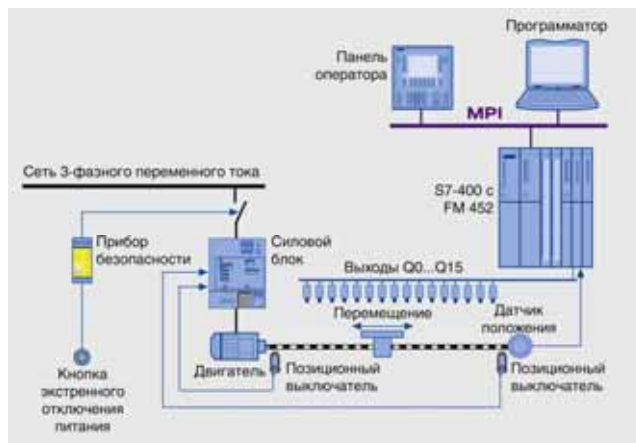 Программатор
Панель
оператора
MPI
Сеть 3-фазного переменного тока
S7-400 с
FM 452
Прибор
безопасности
Силовой
блок
Выходы Q0...Q15
Перемещение
Датчик
положения
Кнопка
экстренного
отключения
питания
Двигатель
Позиционный
выключатель
Позиционный
выключатель